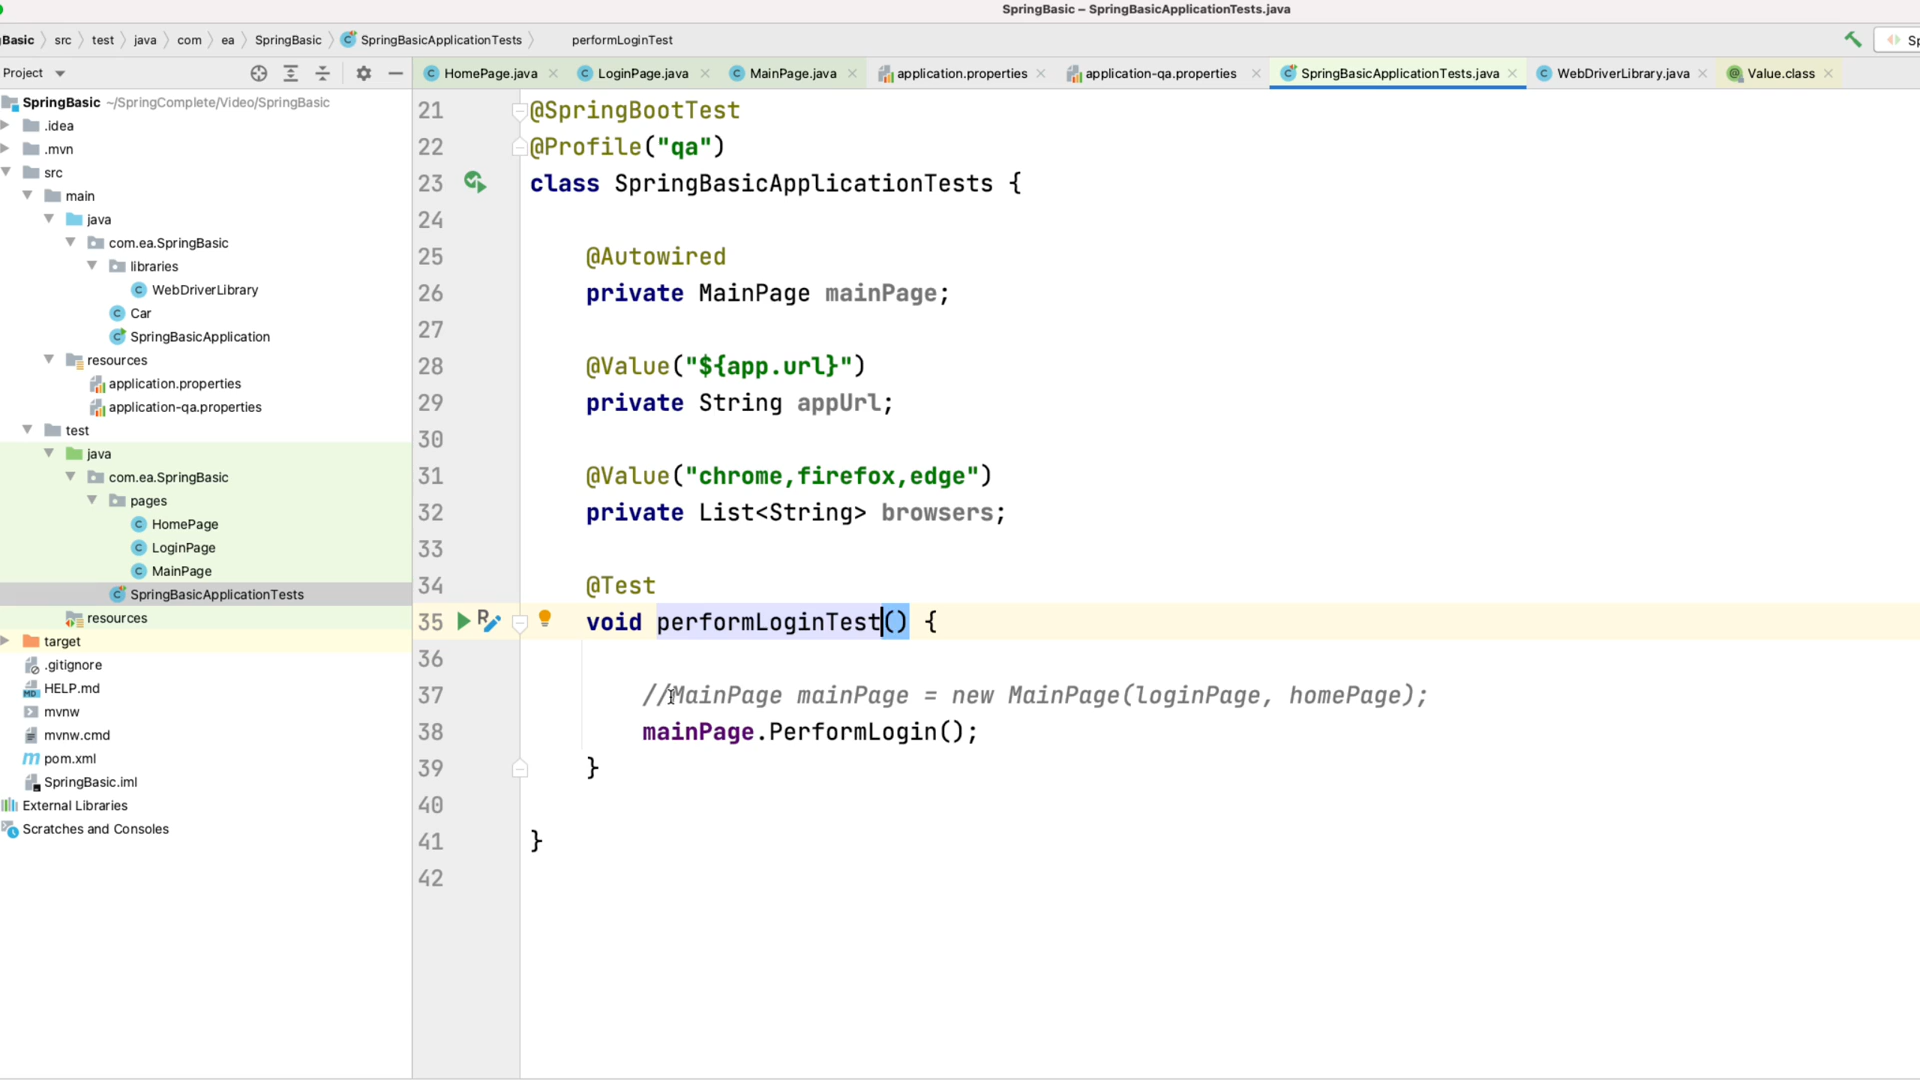 SpringBasic – SpringBasicApplicationTests.java
Basic src test java com ea SpringBasic SpringBasicApplicationTests performLoginTest Sp
Project HomePage.java LoginPage.java MainPage.java application.properties application-qa.properties SpringBasicApplicationTests.java WebDriverLibrary.java Value.class
SpringBasic ~/SpringComplete/Video/SpringBasic
.idea
.mvn
src
main
java
com.ea.SpringBasic
libraries
WebDriverLibrary
Car
SpringBasicApplication
resources
application.properties
application-qa.properties
test
java
com.ea.SpringBasic
pages
HomePage
LoginPage
MainPage
SpringBasicApplicationTests
resources
target
.gitignore
HELP.md
mvnw
mvnw.cmd
pom.xml
SpringBasic.iml
External Libraries
Scratches and Consoles
21 @SpringBootTest
22 @Profile("qa")
23 class SpringBasicApplicationTests {
24
25 @Autowired
26 private MainPage mainPage;
27
28 @Value("${app.url}")
29 private String appUrl;
30
31 @Value("chrome,firefox,edge")
32 private List<String> browsers;
33
34 @Test
35 void performLoginTest() {
36
37 //MainPage mainPage = new MainPage(loginPage, homePage);
38 mainPage.PerformLogin();
39 }
40
41 }
42